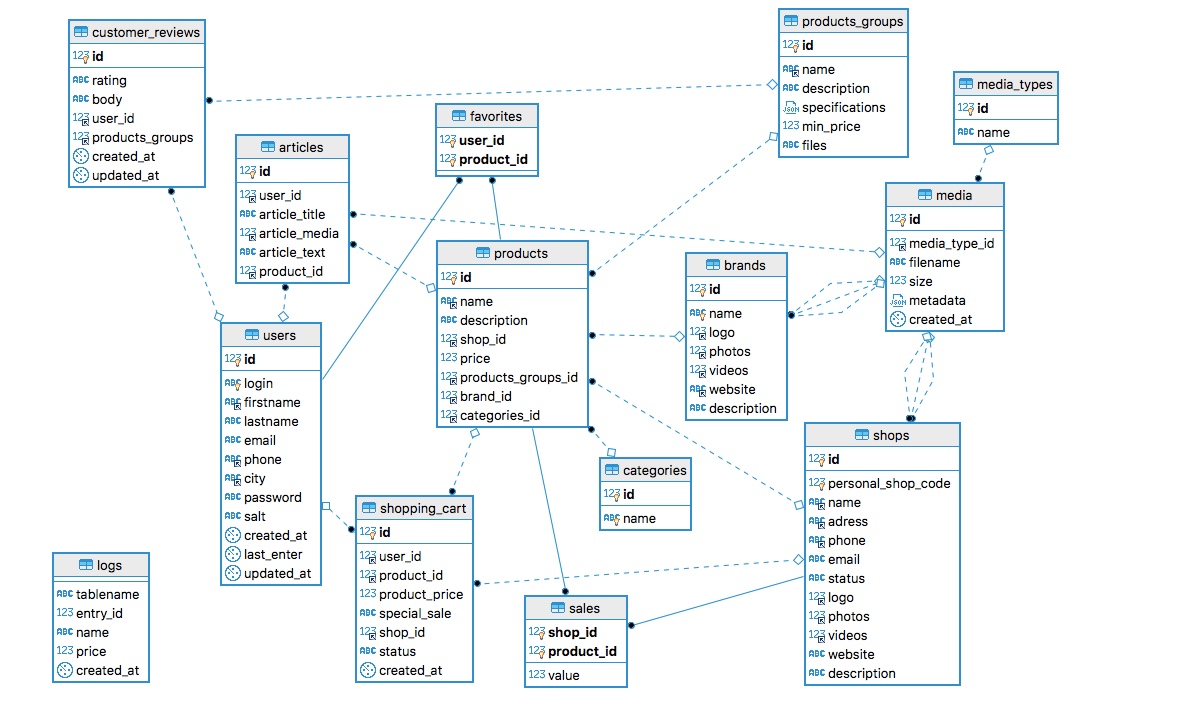 customer_reviews
123 id
ABC rating
ABC body
123 user_id
123 products_groups
created_at
updated_at
articles
123 id
123 user_id
ABC article_title
123 article_media
ABC article_text
123 product_id
favorites
123 user_id
123 product_id
products_groups
123 id
ABC name
ABC description
JSON specifications
123 min_price
ABC files
media_types
123 id
ABC name
media
123 id
123 media_type_id
ABC filename
123 size
JSON metadata
created_at
products
123 id
ABC name
ABC description
123 shop_id
123 price
123 products_groups_id
123 brand_id
123 categories_id
brands
123 id
ABC name
123 logo
123 photos
123 videos
ABC website
ABC description
users
123 id
ABC login
ABC firstname
ABC lastname
ABC email
ABC phone
ABC city
ABC password
ABC salt
created_at
last_enter
updated_at
categories
123 id
ABC name
shops
123 id
123 personal_shop_code
ABC name
ABC adress
ABC phone
ABC email
ABC status
123 logo
123 photos
123 videos
ABC website
ABC description
shopping_cart
123 id
123 user_id
123 product_id
123 product_price
ABC special_sale
123 shop_id
ABC status
created_at
sales
123 shop_id
123 product_id
123 value
logs
ABC tablename
123 entry_id
ABC name
123 price
created_at